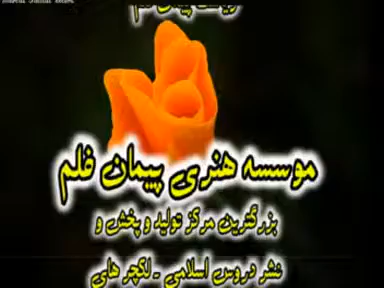 موسسه هنری پیمان فلم
بزرگترین مرکز تولید و پخش و
نشر دروس اسلامی - لکچر های